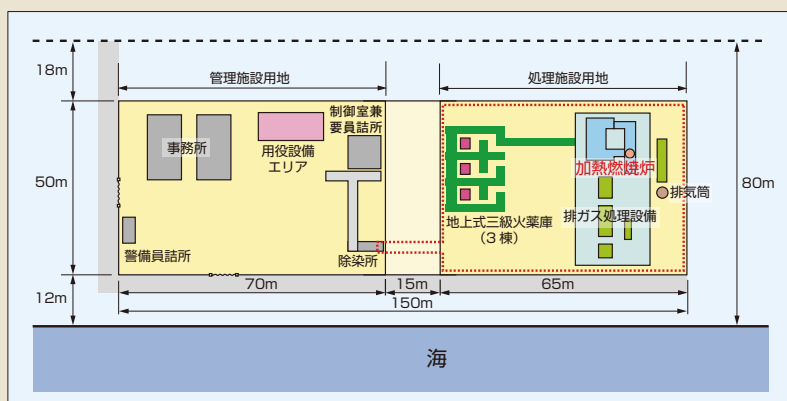 18m
管理施設用地
処理施設用地
制御室兼
要員詰所
事務所
用役設備
エリア
50m
加熱燃焼炉
80m
排気筒
地上式三級火薬庫
(3 棟)
排ガス処理設備
警備員詰所
除染所
70m
15m
65m
12m
150m
海